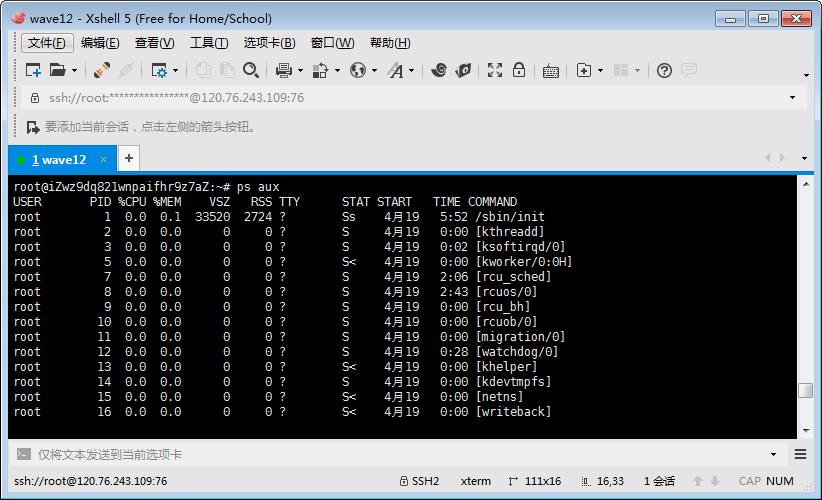 wave12 - Xshell 5 (Free for Home/School)
文件(F) 编辑(E) 查看(V) 工具(T) 选项卡(B) 窗口(W) 帮助(H)
ssh://root:****************@120.76.243.109:76
要添加当前会话，点击左侧的箭头按钮。
1 wave12 × +
root@iZwz9dq821wnpaifhr9z7aZ:~# ps aux
USER       PID %CPU %MEM    VSZ   RSS TTY      STAT START   TIME COMMAND
root         1  0.0  0.1  33520  2724 ?        Ss    4月19   5:52 /sbin/init
root         2  0.0  0.0      0     0 ?        S     4月19   0:00 [kthreadd]
root         3  0.0  0.0      0     0 ?        S     4月19   0:02 [ksoftirqd/0]
root         5  0.0  0.0      0     0 ?        S<    4月19   0:00 [kworker/0:0H]
root         7  0.0  0.0      0     0 ?        S     4月19   2:06 [rcu_sched]
root         8  0.0  0.0      0     0 ?        S     4月19   2:43 [rcuos/0]
root         9  0.0  0.0      0     0 ?        S     4月19   0:00 [rcu_bh]
root        10  0.0  0.0      0     0 ?        S     4月19   0:00 [rcuob/0]
root        11  0.0  0.0      0     0 ?        S     4月19   0:00 [migration/0]
root        12  0.0  0.0      0     0 ?        S     4月19   0:28 [watchdog/0]
root        13  0.0  0.0      0     0 ?        S<    4月19   0:00 [khelper]
root        14  0.0  0.0      0     0 ?        S     4月19   0:00 [kdevtmpfs]
root        15  0.0  0.0      0     0 ?        S<    4月19   0:00 [netns]
root        16  0.0  0.0      0     0 ?        S<    4月19   0:00 [writeback]
仅将文本发送到当前选项卡
ssh://root@120.76.243.109:76 SSH2 xterm 111x16 16,33 1 会话 CAP NUM